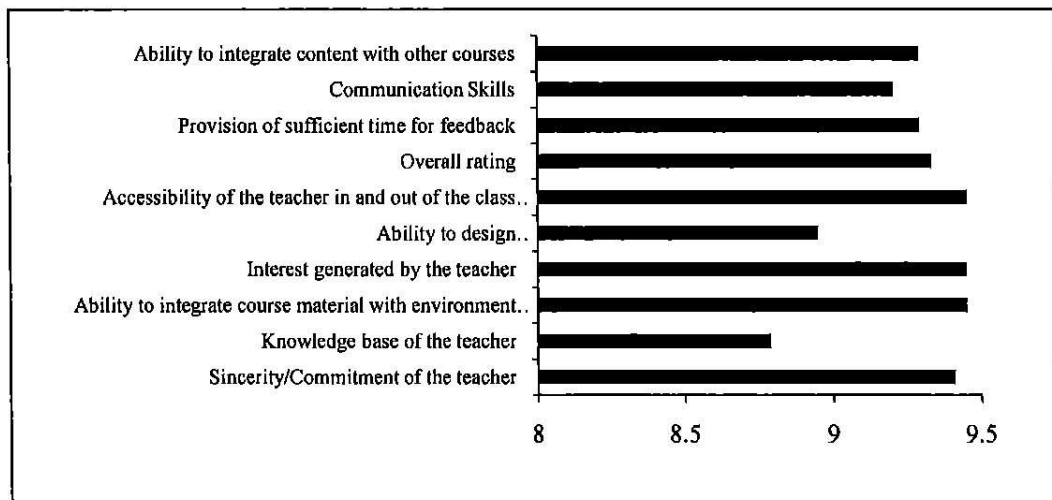 Ability to integrate content with other courses
Communication Skills
Provision of sufficient time for feedback
Overall rating
Accessibility of the teacher in and out of the class..
Ability to design..
Interest generated by the teacher
Ability to integrate course material with environment..
Knowledge base of the teacher
Sincerity/Commitment of the teacher
8 8.5 9 9.5